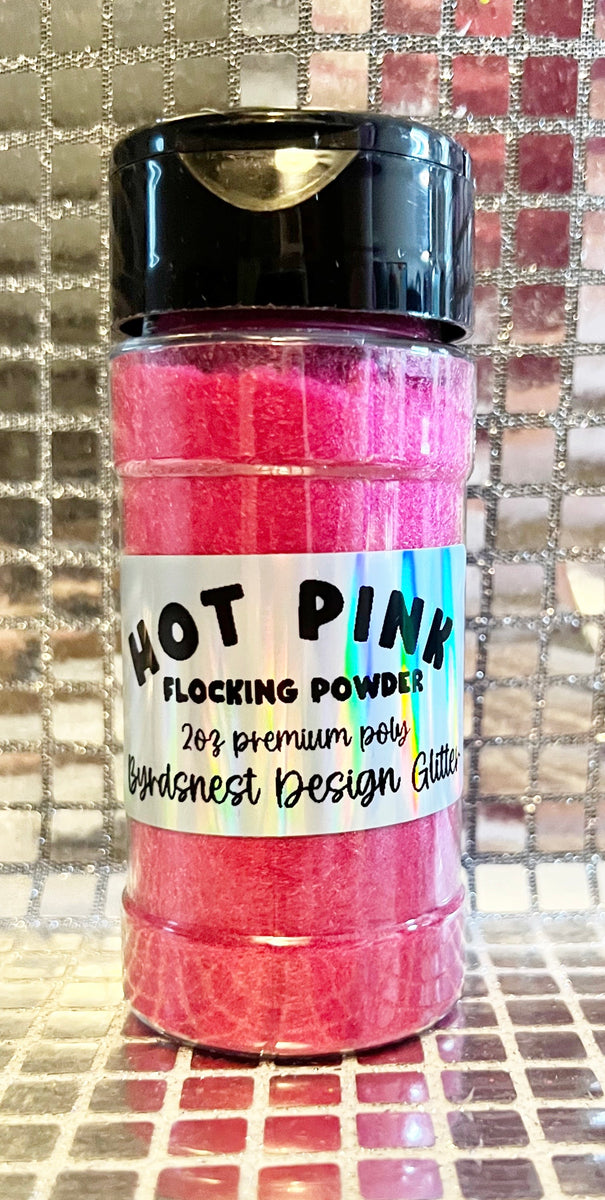 HOT PINK
FLOCKING POWDER
2oz premium poly
Byrdsnest Design Glitter